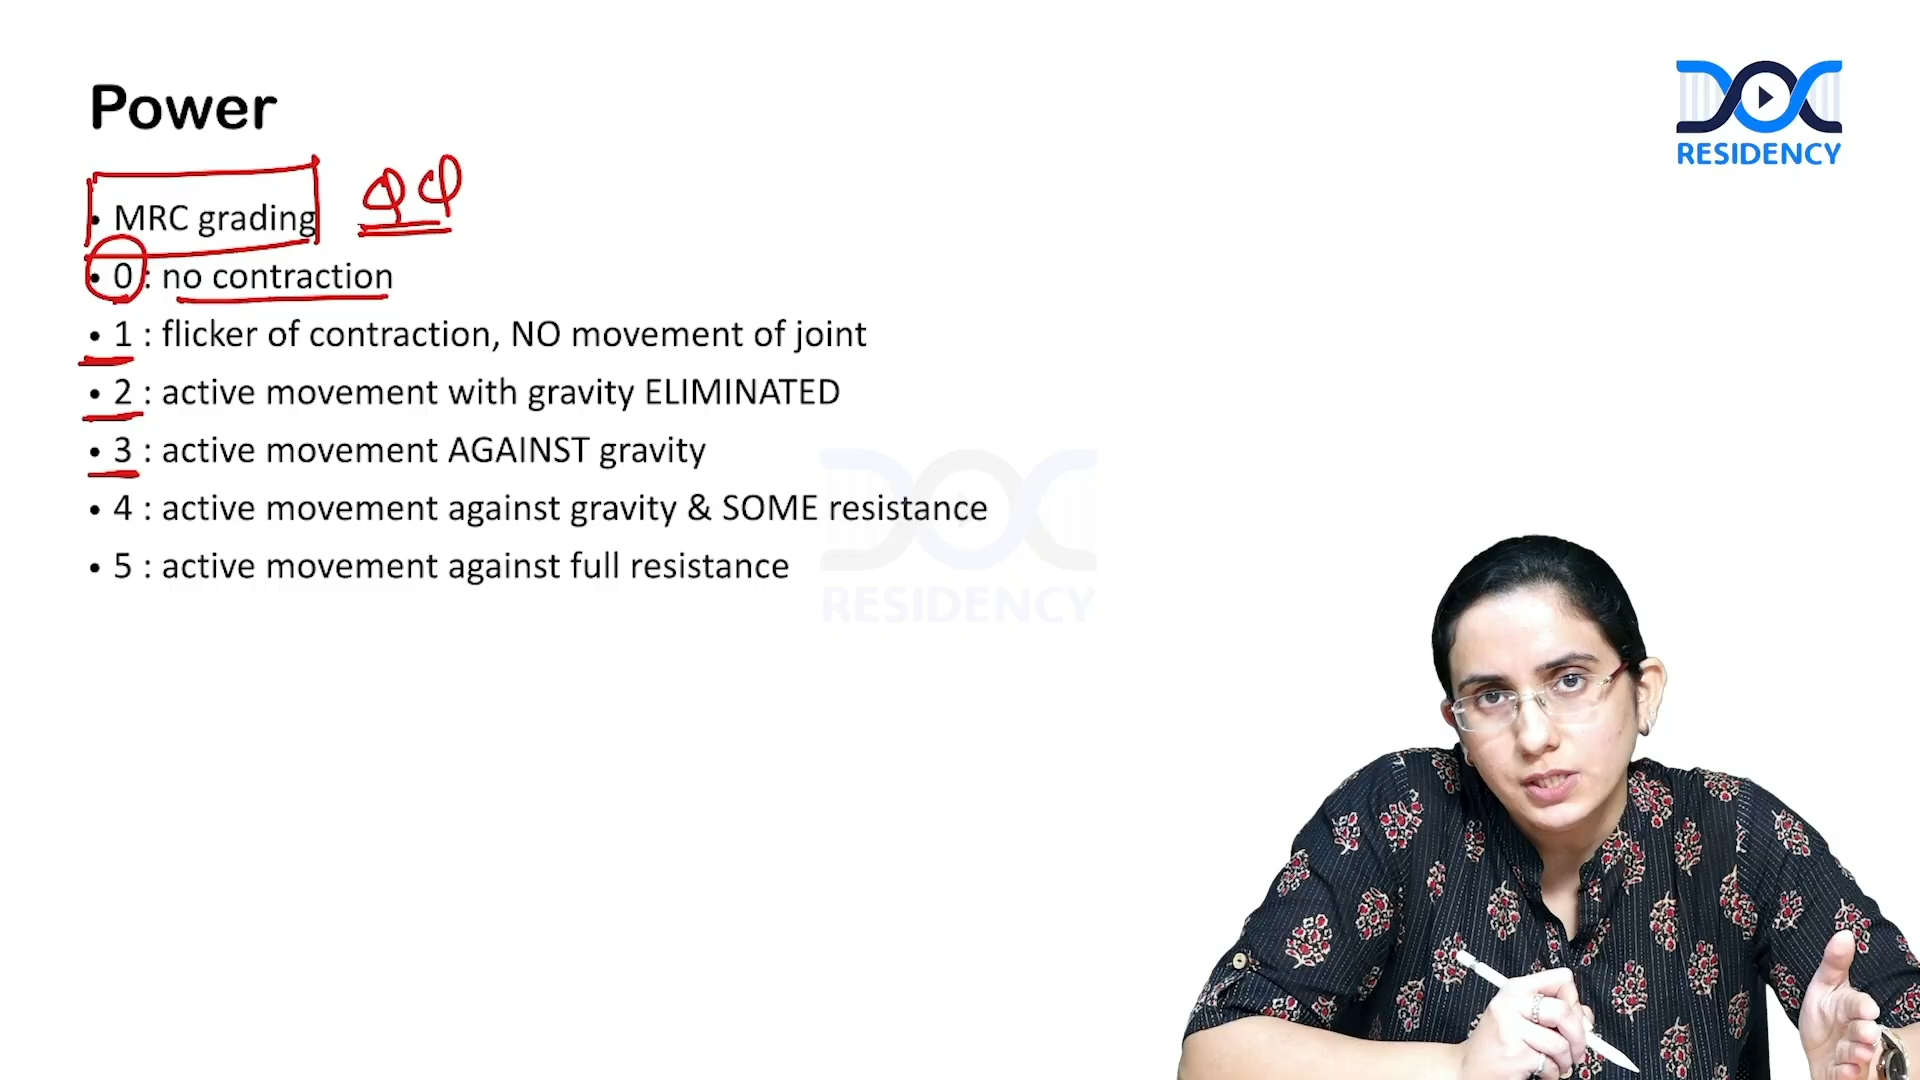 Power
• MRC grading
• 0 : no contraction
• 1 : flicker of contraction, NO movement of joint
• 2 : active movement with gravity ELIMINATED
• 3 : active movement AGAINST gravity
• 4 : active movement against gravity & SOME resistance
• 5 : active movement against full resistance
DOC
RESIDENCY
DOC
RESIDENCY